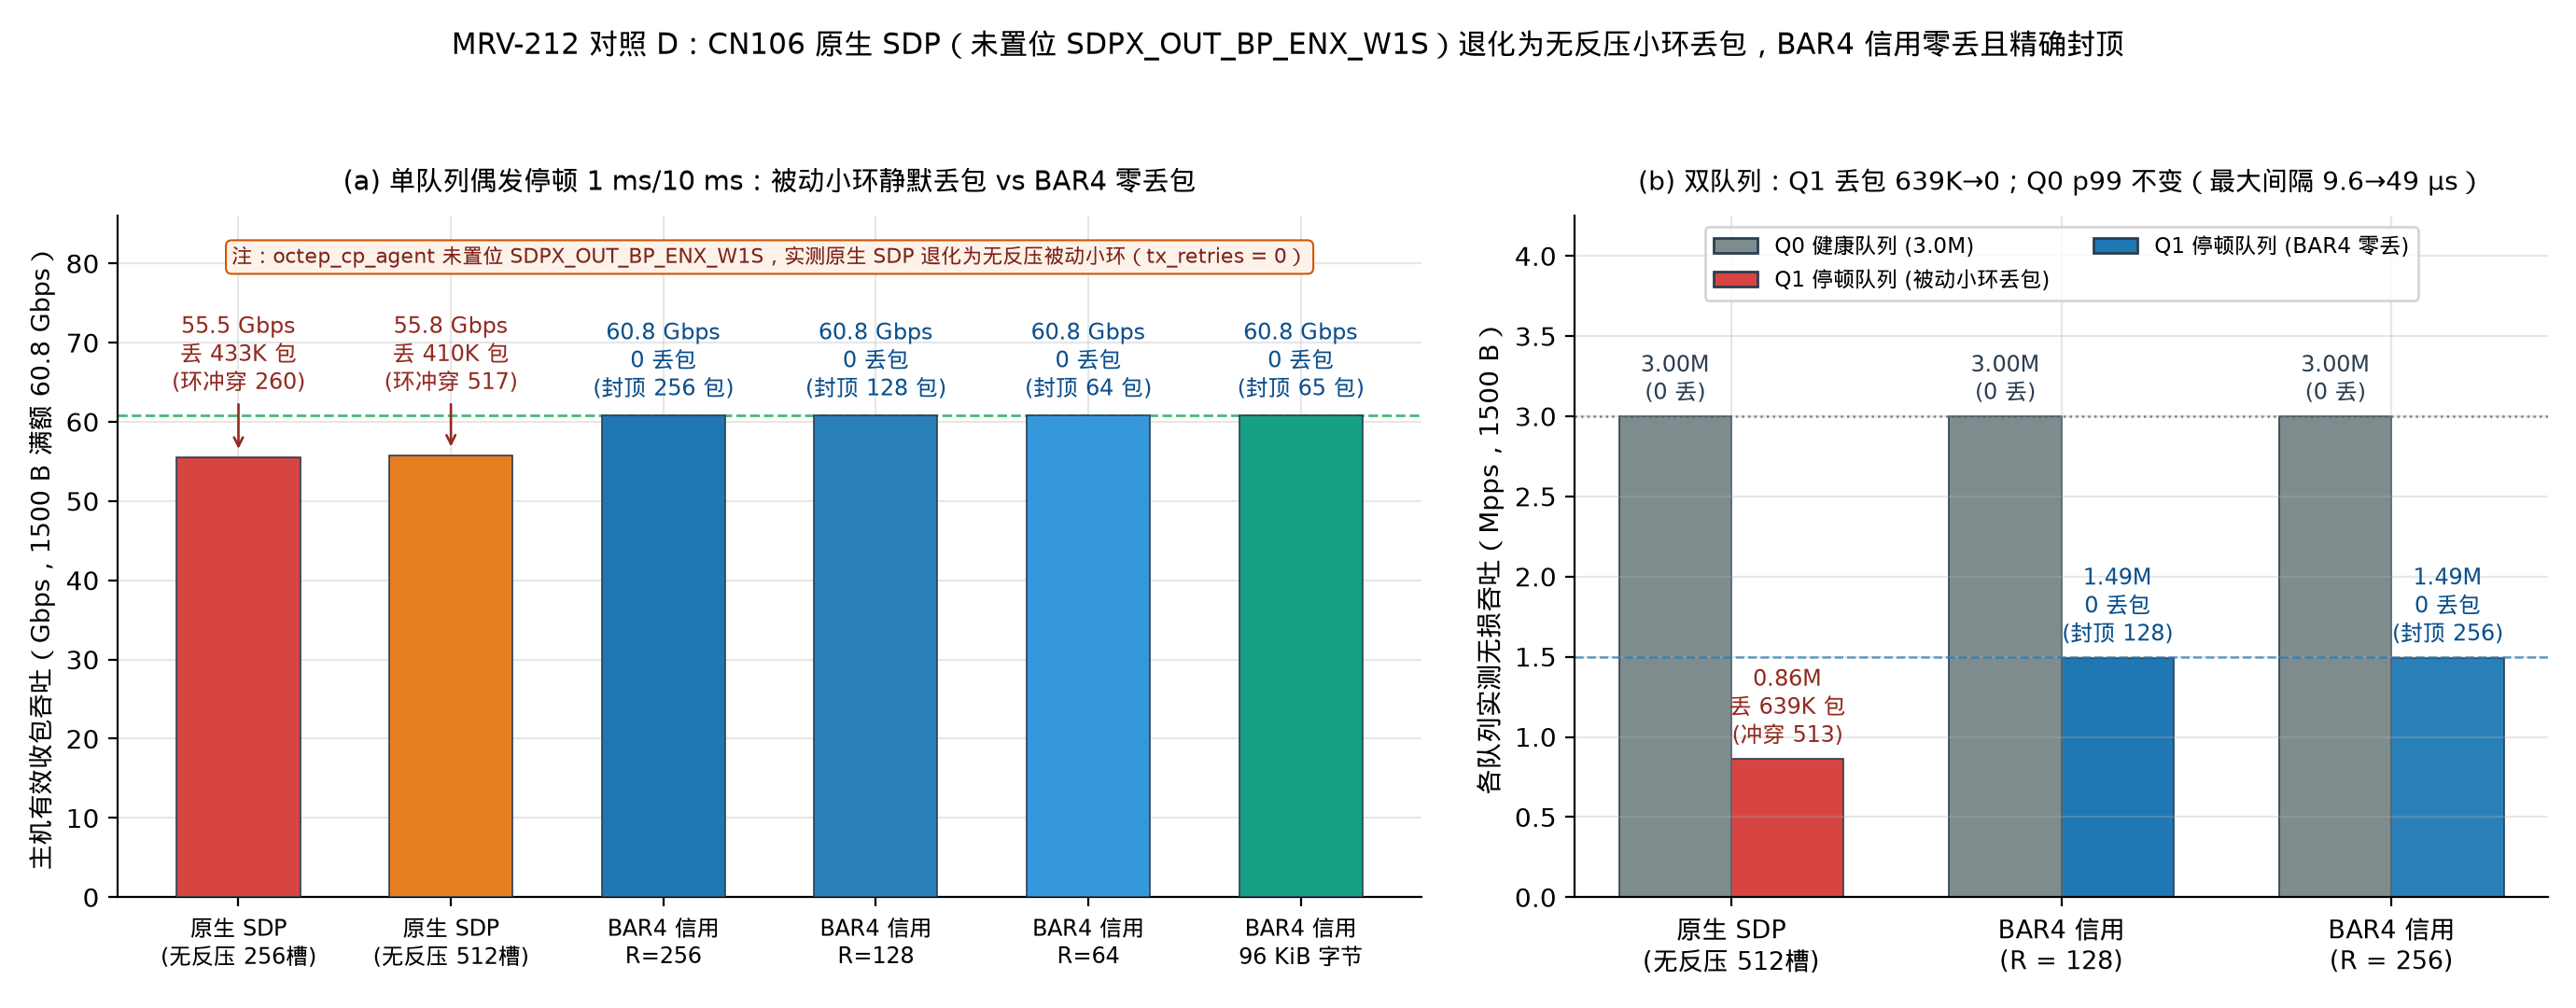 MRV-212 对照 D：CN106 原生 SDP（未置位 SDPX_OUT_BP_ENX_W1S）退化为无反压小环丢包，BAR4 信用零丢且精确封顶
(a) 单队列偶发停顿 1 ms/10 ms：被动小环静默丢包 vs BAR4 零丢包
主机有效收包吞吐（Gbps，1500 B 满额 60.8 Gbps）
80
70
60
50
40
30
20
10
0
注：octep_cp_agent 未置位 SDPX_OUT_BP_ENX_W1S，实测原生 SDP 退化为无反压被动小环（tx_retries = 0）
55.5 Gbps
丢 433K 包
(环冲穿 260)
55.8 Gbps
丢 410K 包
(环冲穿 517)
60.8 Gbps
0 丢包
(封顶 256 包)
60.8 Gbps
0 丢包
(封顶 128 包)
60.8 Gbps
0 丢包
(封顶 64 包)
60.8 Gbps
0 丢包
(封顶 65 包)
原生 SDP
(无反压 256槽)
原生 SDP
(无反压 512槽)
BAR4 信用
R=256
BAR4 信用
R=128
BAR4 信用
R=64
BAR4 信用
96 KiB 字节
(b) 双队列：Q1 丢包 639K→0；Q0 p99 不变（最大间隔 9.6→49 µs）
各队列实测无损吞吐（Mpps，1500 B）
4.0
3.5
3.0
2.5
2.0
1.5
1.0
0.5
0.0
Q0 健康队列 (3.0M)
Q1 停顿队列 (被动小环丢包)
Q1 停顿队列 (BAR4 零丢)
3.00M
(0 丢)
0.86M
丢 639K 包
(冲穿 513)
3.00M
(0 丢)
1.49M
0 丢包
(封顶 128)
3.00M
(0 丢)
1.49M
0 丢包
(封顶 256)
原生 SDP
(无反压 512槽)
BAR4 信用
(R = 128)
BAR4 信用
(R = 256)